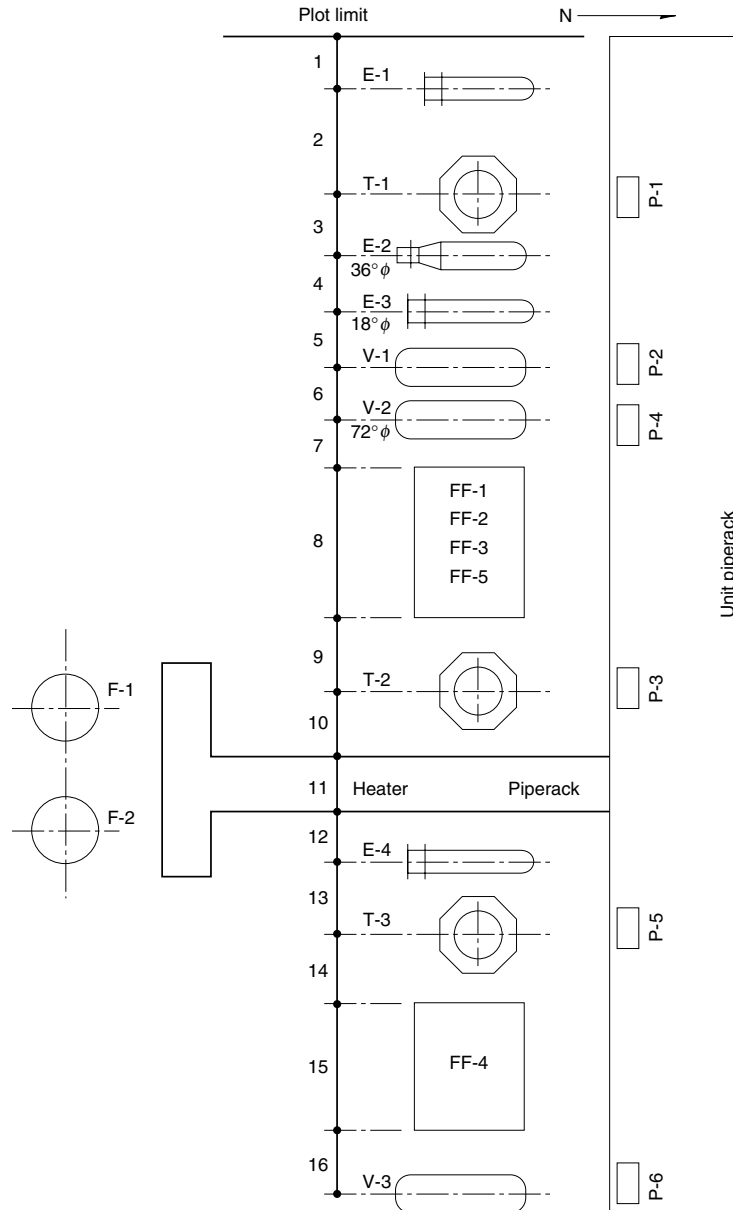 Plot limit
N
1
E-1
2
T-1
P-1
3
E-2
36°ϕ
4
E-3
18°ϕ
5
V-1
P-2
6
V-2
72°ϕ
P-4
7
FF-1
FF-2
8
FF-3
FF-5
Unit piperack
9
T-2
P-3
F-1
10
11 Heater Piperack
F-2
12
E-4
13
T-3
P-5
14
15
FF-4
16
V-3
P-6